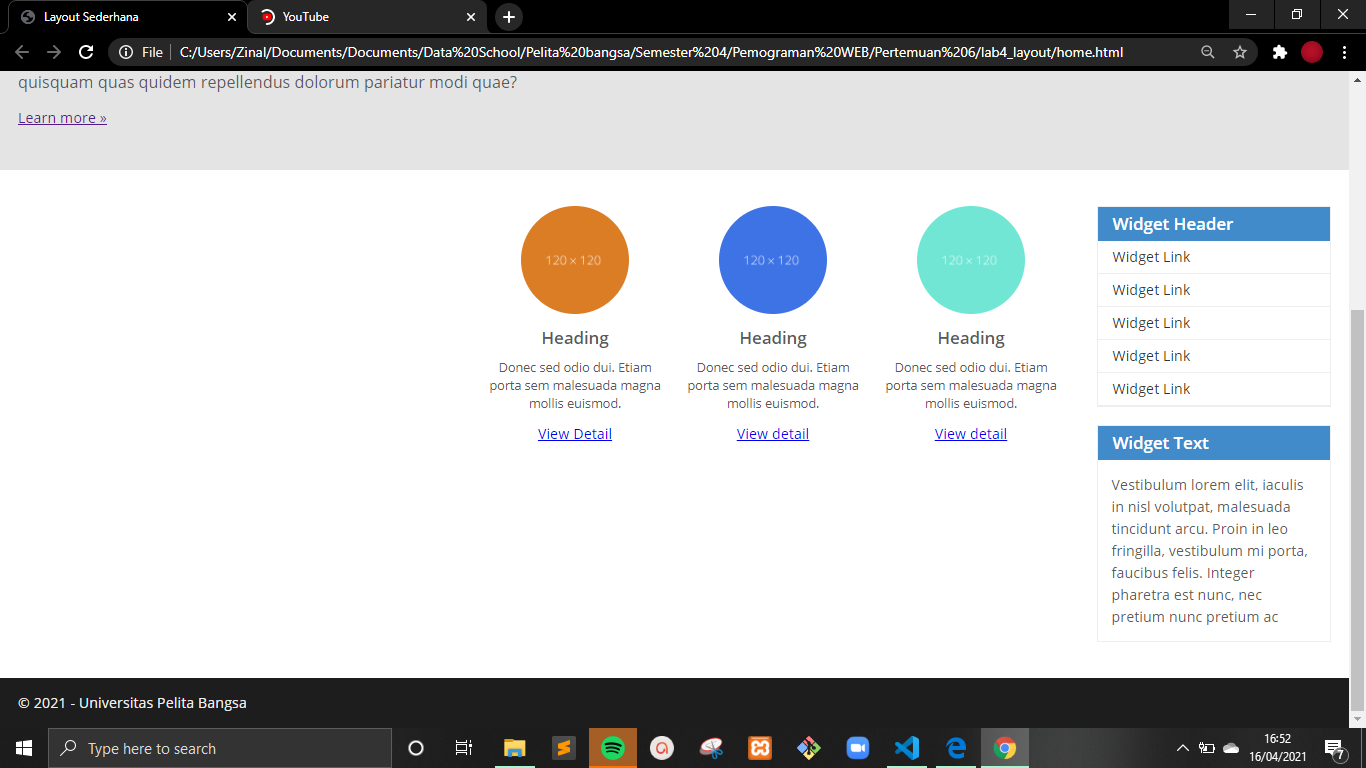 Layout Sederhana
YouTube
File
C:/Users/Zinal/Documents/Documents/Data%20School/Pelita%20bangsa/Semester%204/Pemograman%20WEB/Pertemuan%206/lab4_layout/home.html
quisquam quas quidem repellendus dolorum pariatur modi quae?
Learn more »
120 × 120
Heading
Donec sed odio dui. Etiam
porta sem malesuada magna
mollis euismod.
View Detail
120 × 120
Heading
Donec sed odio dui. Etiam
porta sem malesuada magna
mollis euismod.
View detail
120 × 120
Heading
Donec sed odio dui. Etiam
porta sem malesuada magna
mollis euismod.
View detail
Widget Header
Widget Link
Widget Link
Widget Link
Widget Link
Widget Link
Widget Text
Vestibulum lorem elit, iaculis
in nisl volutpat, malesuada
tincidunt arcu. Proin in leo
fringilla, vestibulum mi porta,
faucibus felis. Integer
pharetra est nunc, nec
pretium nunc pretium ac
© 2021 - Universitas Pelita Bangsa
Type here to search
16:52
16/04/2021
7